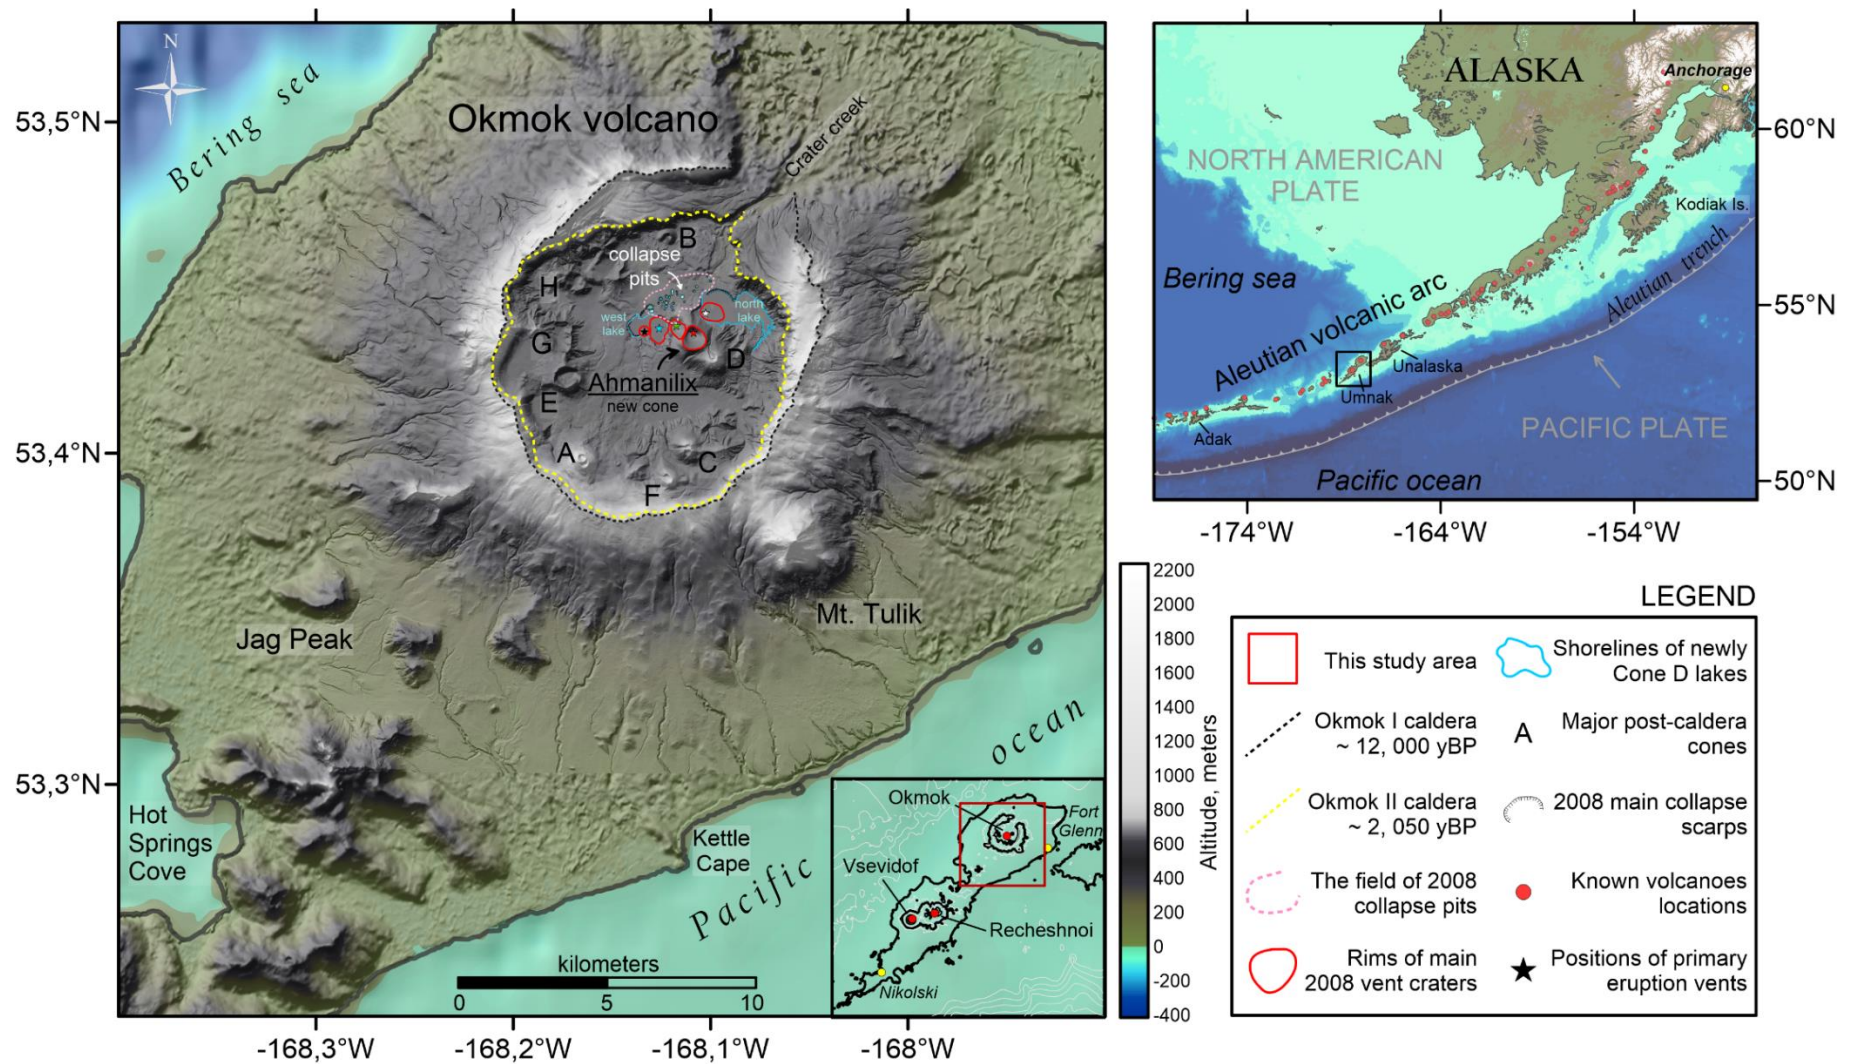 N
Bering sea
Okmok volcano
Crater creek
53,5°N
53,4°N
53,3°N
B
collapse
pits
H
west
lake
north
lake
G
D
Ahmanilix
new cone
E
A
C
F
Mt. Tulik
Jag Peak
Hot
Springs
Cove
Kettle
Cape
Pacific ocean
kilometers
0 5 10
-168,3°W -168,2°W -168,1°W -168°W
Okmok
Fort
Glenn
Vsevidof
Recheshnoi
Nikolski
ALASKA
Anchorage
NORTH AMERICAN
PLATE
Kodiak Is.
Bering sea
Aleutian trench
Aleutian volcanic arc
Unalaska
Umnak
Adak
PACIFIC PLATE
Pacific ocean
60°N
55°N
50°N
-174°W -164°W -154°W
2200
2000
1800
1600
1400
1200
1000
800
600
400
200
0
-200
-400
Altitude, meters
LEGEND
This study area
Okmok I caldera
~ 12, 000 yBP
Okmok II caldera
~ 2, 050 yBP
The field of 2008
collapse pits
Rims of main
2008 vent craters
Shorelines of newly
Cone D lakes
A
Major post-caldera
cones
2008 main collapse
scarps
Known volcanoes
locations
Positions of primary
eruption vents